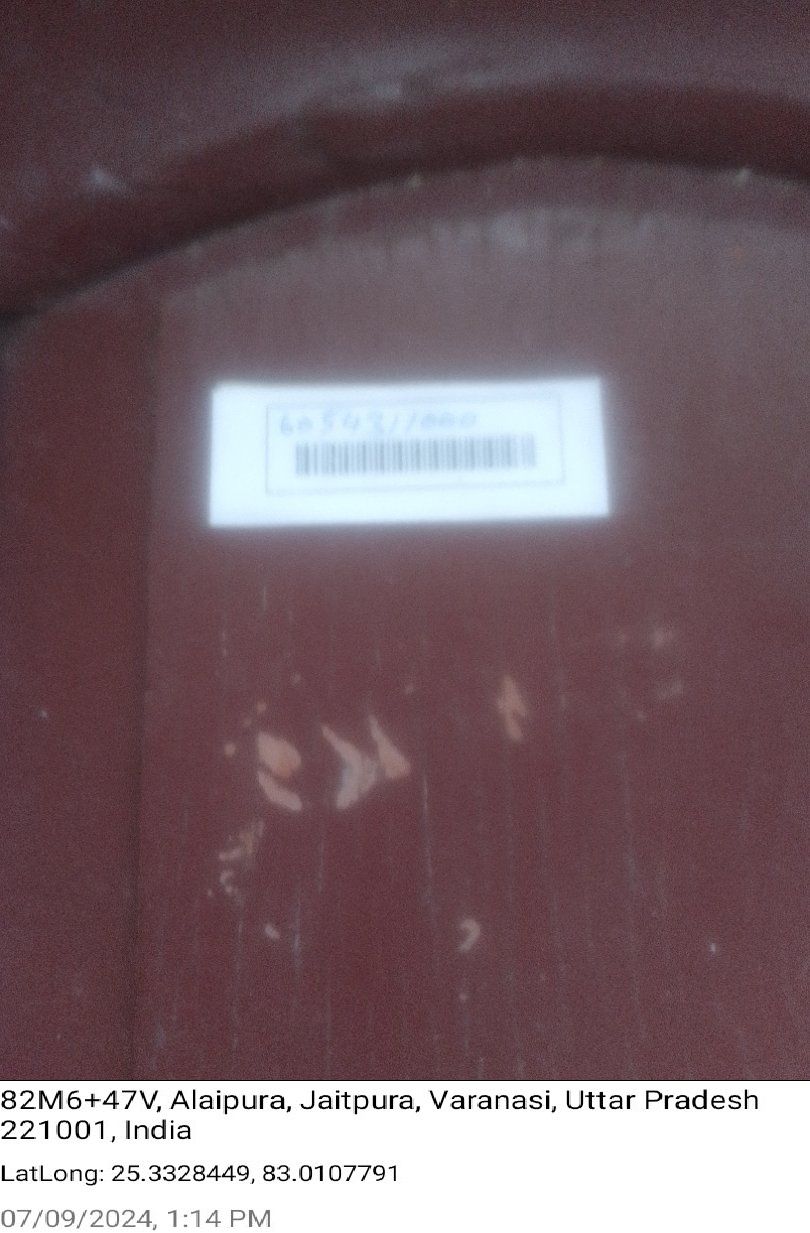 82M6+47V, Alaipura, Jaitpura, Varanasi, Uttar Pradesh
221001, India
LatLong: 25.3328449, 83.0107791
07/09/2024, 1:14 PM